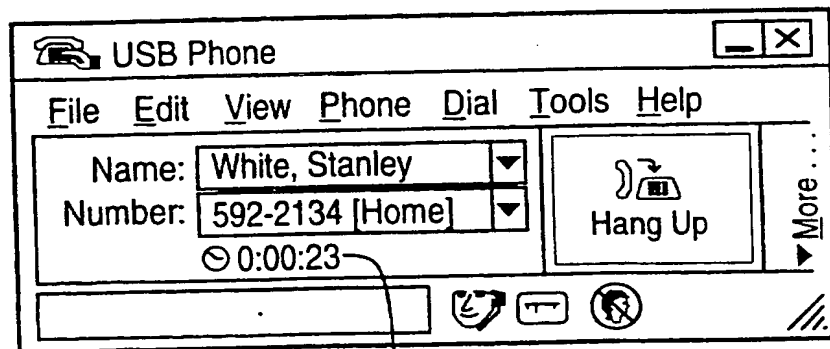 USB Phone
File Edit View Phone Dial Tools Help
Name: White, Stanley
Number: 592-2134 [Home]
0:00:23
Hang Up
More...